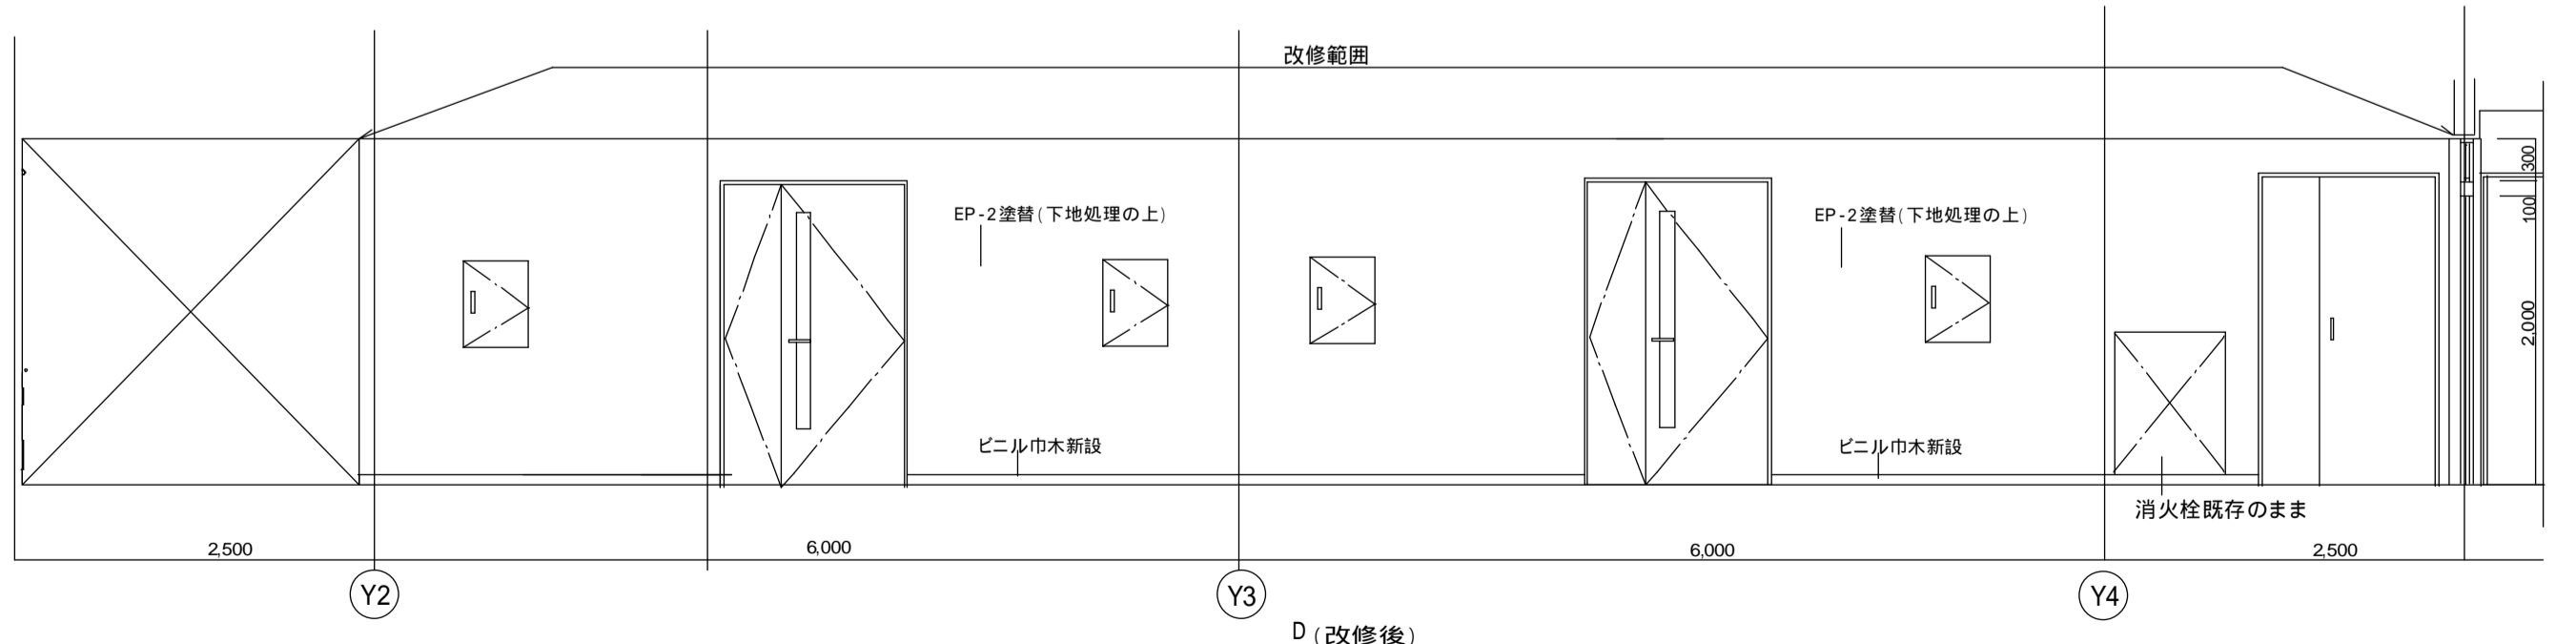 改修範囲
300
EP-2塗替(下地処理の上)
EP-2塗替(下地処理の上)
100
2,000
ビニル巾木新設
ビニル巾木新設
消火栓既存のまま
2,500
6,000
6,000
2,500
Y2
Y3
Y4
D(改修後)